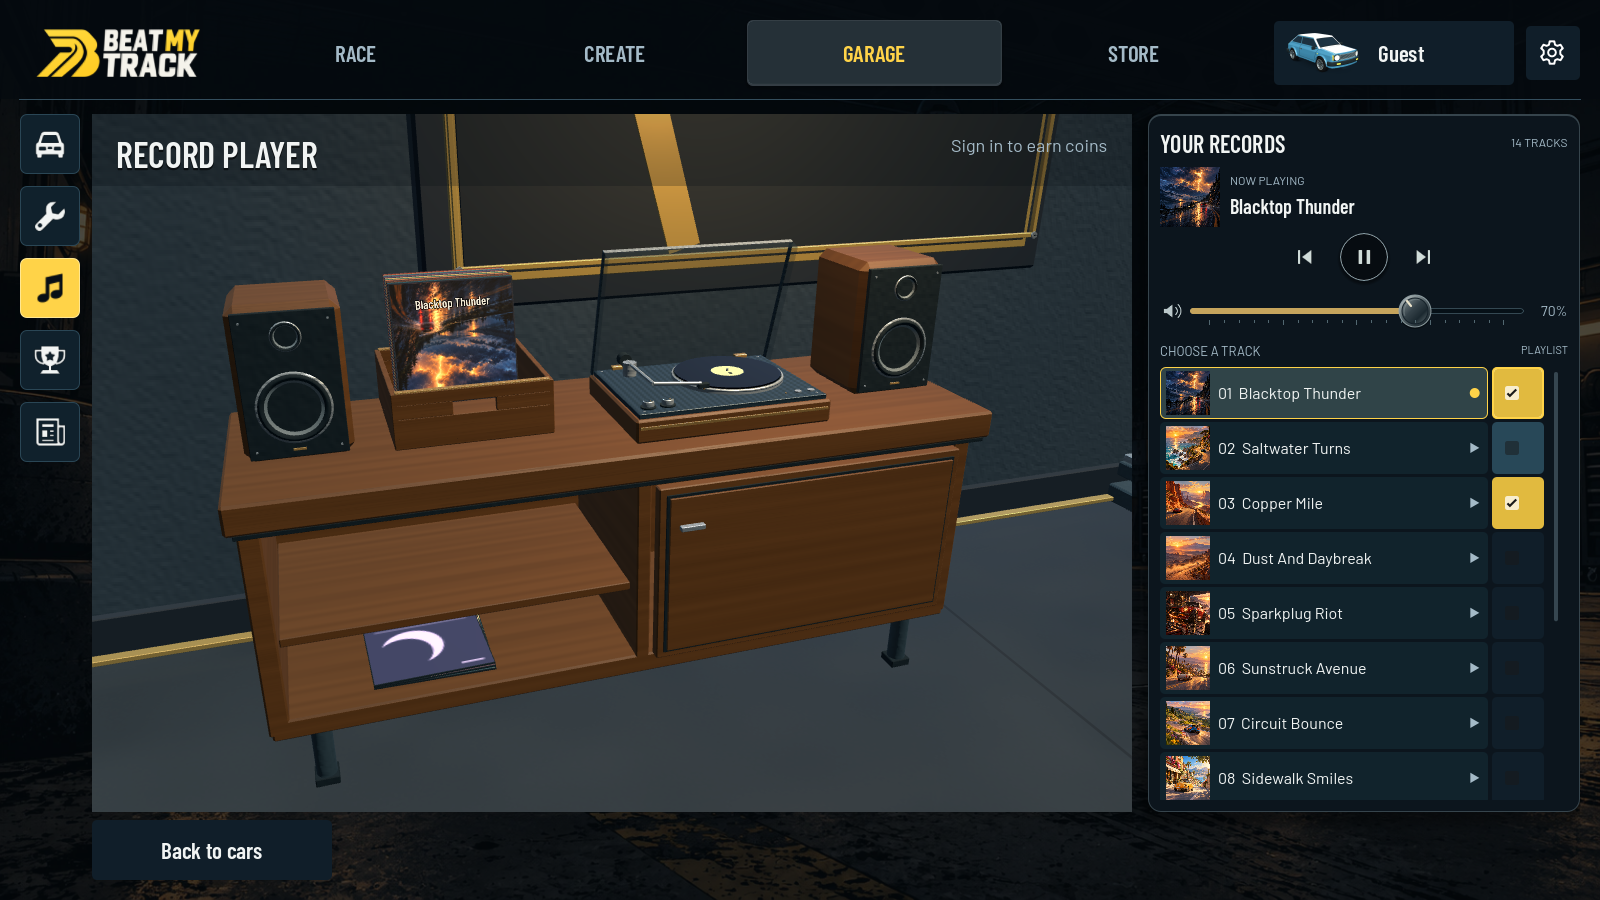 BEATMY
TRACK
RACE
CREATE
GARAGE
STORE
Guest
RECORD PLAYER
Sign in to earn coins
Blacktop Thunder
YOUR RECORDS
14 TRACKS
NOW PLAYING
Blacktop Thunder
70%
CHOOSE A TRACK
PLAYLIST
01 Blacktop Thunder
02 Saltwater Turns
03 Copper Mile
04 Dust And Daybreak
05 Sparkplug Riot
06 Sunstruck Avenue
07 Circuit Bounce
08 Sidewalk Smiles
Back to cars